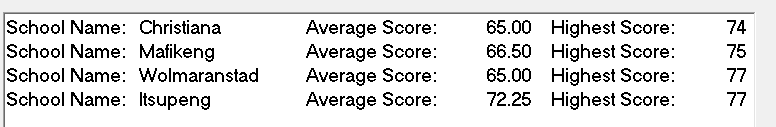 School Name: Christiana Average Score: 65.00 Highest Score: 74
School Name: Mafikeng Average Score: 66.50 Highest Score: 75
School Name: Wolmaranstad Average Score: 65.00 Highest Score: 77
School Name: Itsupeng Average Score: 72.25 Highest Score: 77